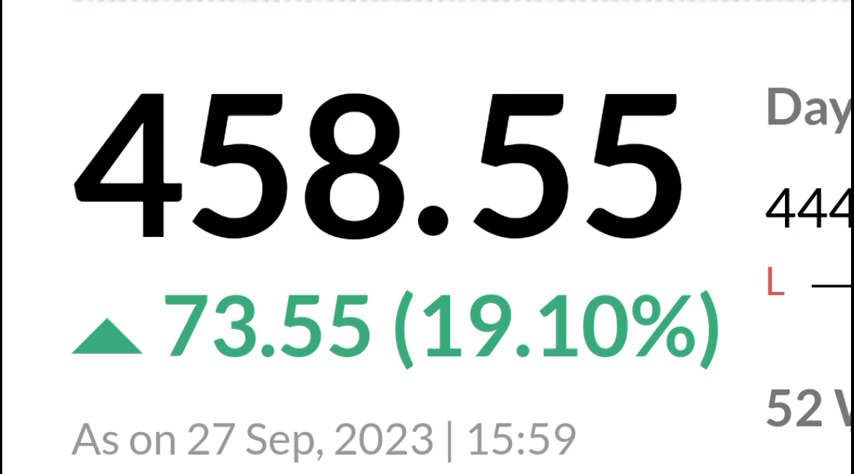 458.55
▲ 73.55 (19.10%)
As on 27 Sep, 2023 | 15:59
Day
444
L
52